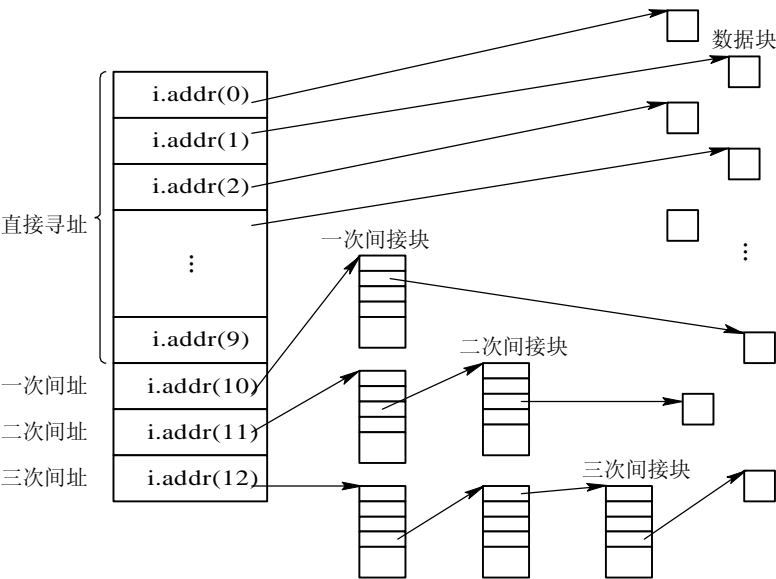 数据块
i.addr(0)
i.addr(1)
i.addr(2)
直接寻址
一次间接块
⋮
⋮
i.addr(9)
二次间接块
一次间址
i.addr(10)
二次间址
i.addr(11)
三次间址
i.addr(12)
三次间接块